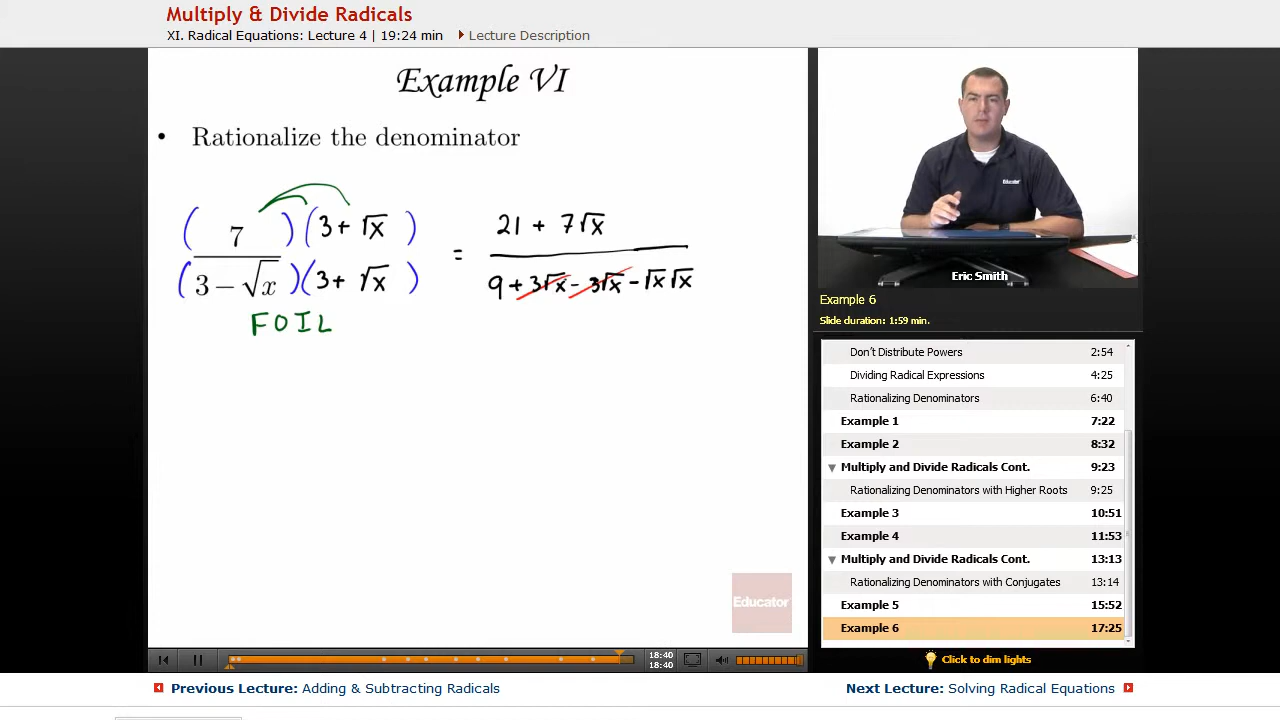 Multiply & Divide Radicals
XI. Radical Equations: Lecture 4 | 19:24 min
Lecture Description
Example VI
• Rationalize the denominator
( 7 ) ( 3 + √x )
( 3 − √x ) ( 3 + √x )
=
21 + 7√x
9 + 3√x - 3√x - √x √x
FOIL
Educator
Educator
Eric Smith
Example 6
Slide duration: 1:59 min.
Don't Distribute Powers 2:54
Dividing Radical Expressions 4:25
Rationalizing Denominators 6:40
Example 1 7:22
Example 2 8:32
Multiply and Divide Radicals Cont. 9:23
Rationalizing Denominators with Higher Roots 9:25
Example 3 10:51
Example 4 11:53
Multiply and Divide Radicals Cont. 13:13
Rationalizing Denominators with Conjugates 13:14
Example 5 15:52
Example 6 17:25
18:40
18:40
Click to dim lights
Previous Lecture: Adding & Subtracting Radicals
Next Lecture: Solving Radical Equations